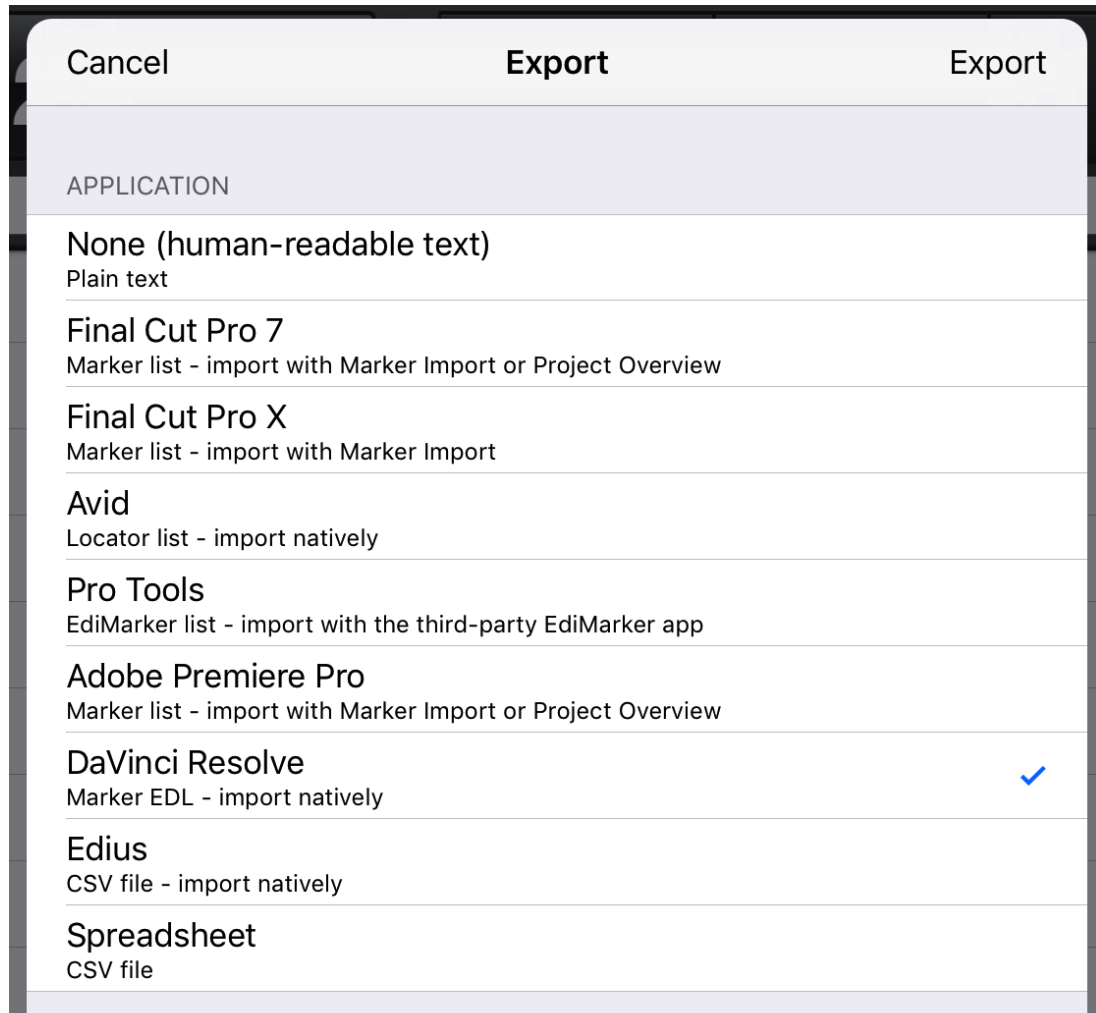 Cancel
Export
Export
APPLICATION
None (human-readable text)
Plain text
Final Cut Pro 7
Marker list - import with Marker Import or Project Overview
Final Cut Pro X
Marker list - import with Marker Import
Avid
Locator list - import natively
Pro Tools
EdiMarker list - import with the third-party EdiMarker app
Adobe Premiere Pro
Marker list - import with Marker Import or Project Overview
DaVinci Resolve
Marker EDL - import natively
Edius
CSV file - import natively
Spreadsheet
CSV file